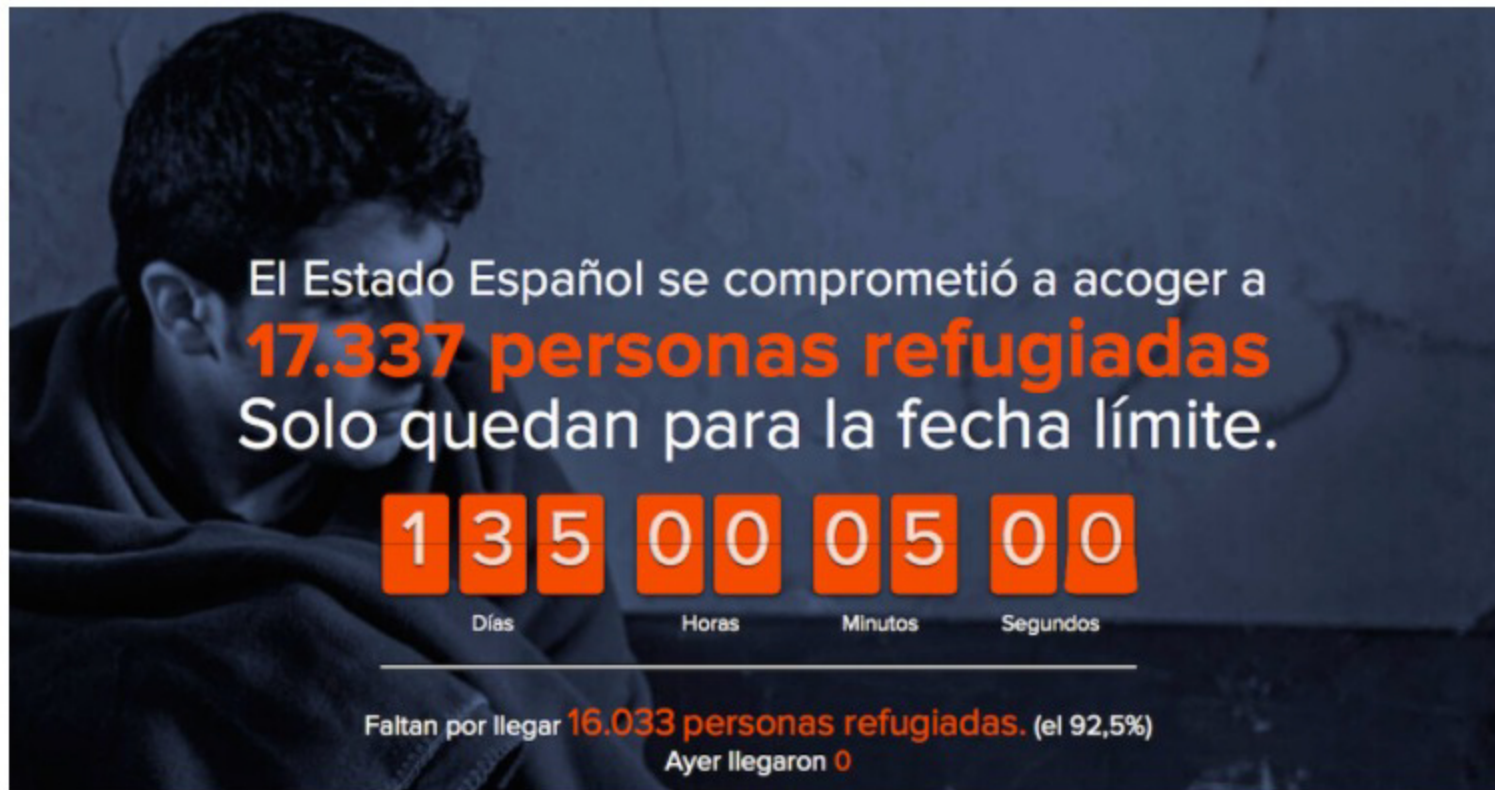 El Estado Español se comprometió a acoger a
17.337 personas refugiadas
Solo quedan para la fecha límite.
135 00 05 00
Días Horas Minutos Segundos
Faltan por llegar 16.033 personas refugiadas. (el 92,5%)
Ayer llegaron 0